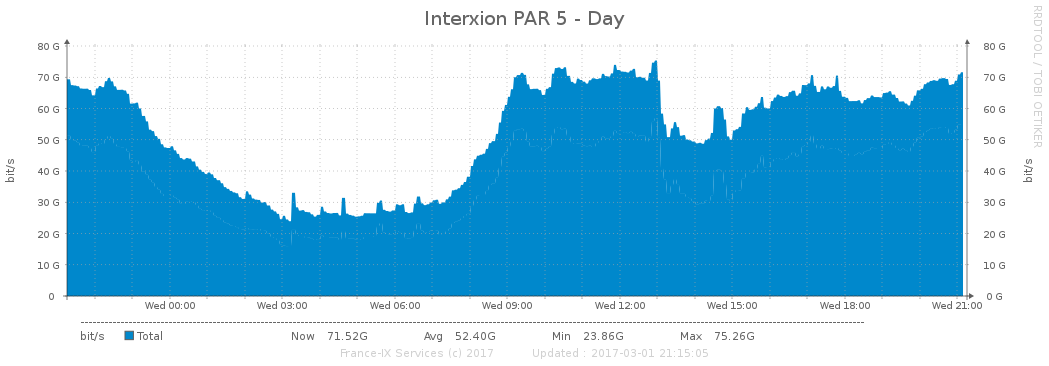 Interxion PAR 5 - Day
RRDTOOL / TOBI OETIKER
80 G 80 G
70 G 70 G
60 G 60 G
50 G 50 G
40 G 40 G
30 G 30 G
20 G 20 G
10 G 10 G
0 0 G
bit/s bit/s
Wed 00:00 Wed 03:00 Wed 06:00 Wed 09:00 Wed 12:00 Wed 15:00 Wed 18:00 Wed 21:00
bit/s Total Now 71.52G Avg 52.40G Min 23.86G Max 75.26G
France-IX Services (c) 2017 Updated : 2017-03-01 21:15:05